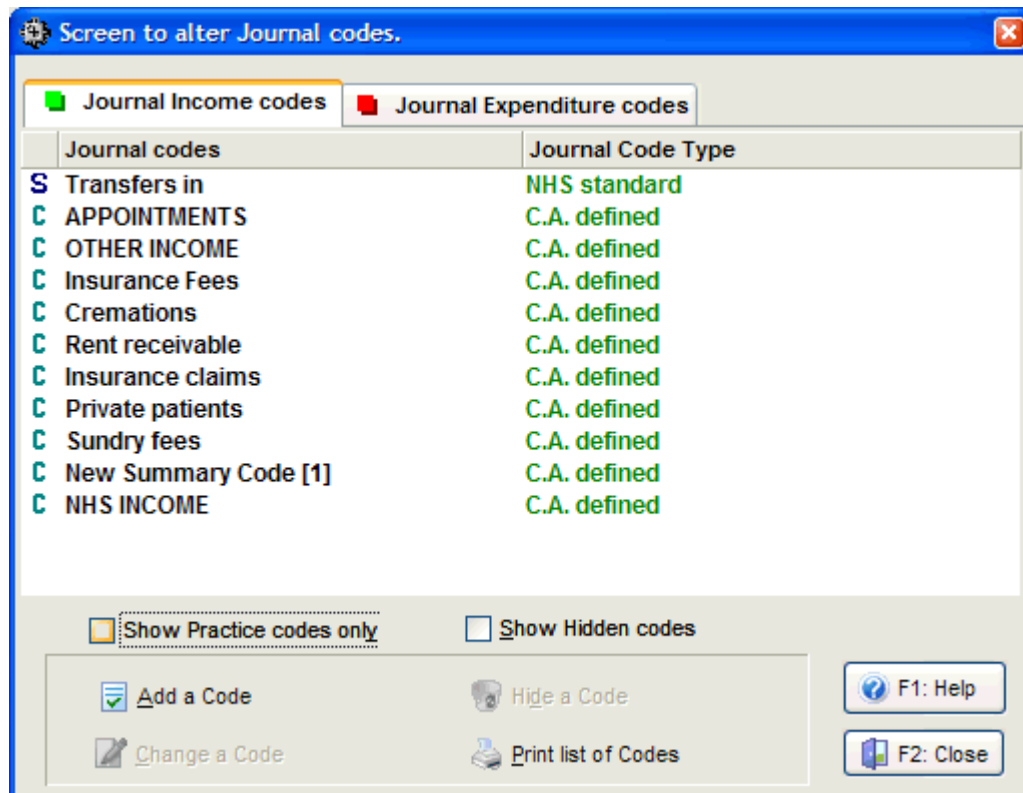 Screen to alter Journal codes.
Journal Income codes Journal Expenditure codes
Journal codes Journal Code Type
S Transfers in NHS standard
C APPOINTMENTS C.A. defined
C OTHER INCOME C.A. defined
C Insurance Fees C.A. defined
C Cremations C.A. defined
C Rent receivable C.A. defined
C Insurance claims C.A. defined
C Private patients C.A. defined
C Sundry fees C.A. defined
C New Summary Code [1] C.A. defined
C NHS INCOME C.A. defined
Show Practice codes only Show Hidden codes
Add a Code Hide a Code F1: Help
Change a Code Print list of Codes F2: Close